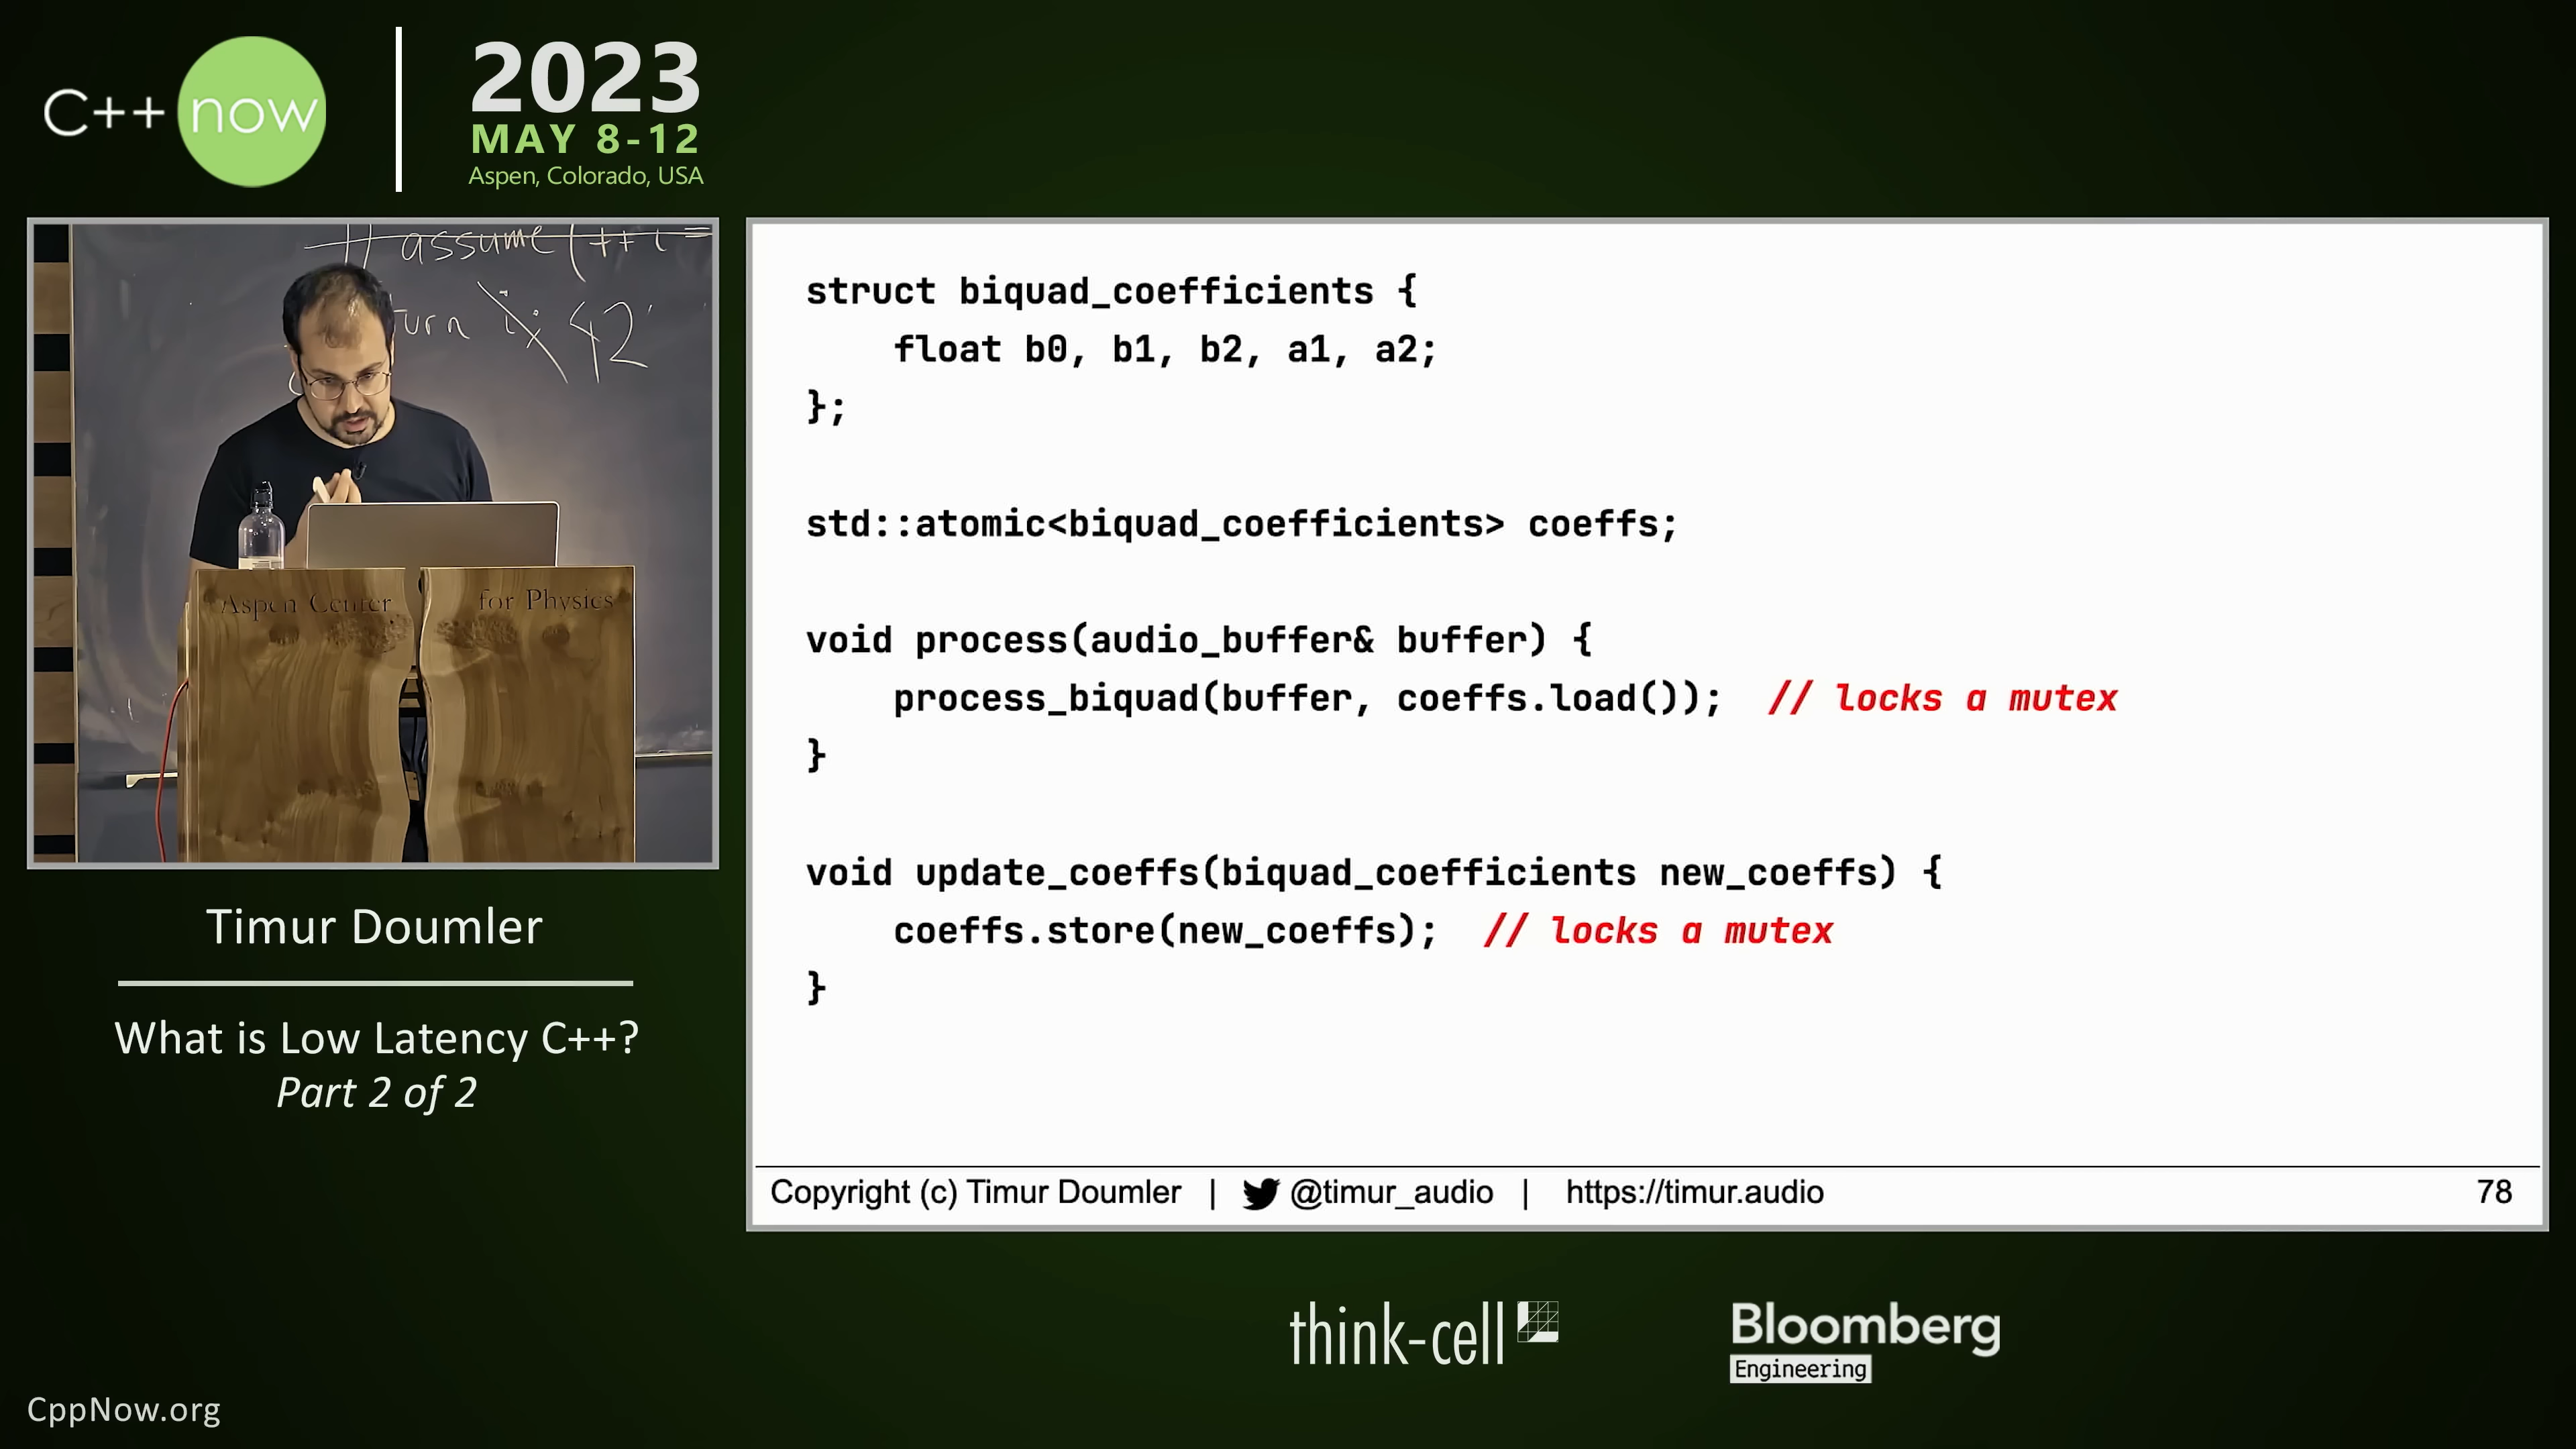 C++ now
2023
MAY 8-12
Aspen, Colorado, USA
assume(++i =
turn i 42
Aspen Center for Physics
Timur Doumler
What is Low Latency C++?
Part 2 of 2
struct biquad_coefficients {
    float b0, b1, b2, a1, a2;
};
std::atomic<biquad_coefficients> coeffs;
void process(audio_buffer& buffer) {
    process_biquad(buffer, coeffs.load());  // locks a mutex
}
void update_coeffs(biquad_coefficients new_coeffs) {
    coeffs.store(new_coeffs);  // locks a mutex
}
Copyright (c) Timur Doumler | @timur_audio | https://timur.audio 78
think-cell
Bloomberg
Engineering
CppNow.org